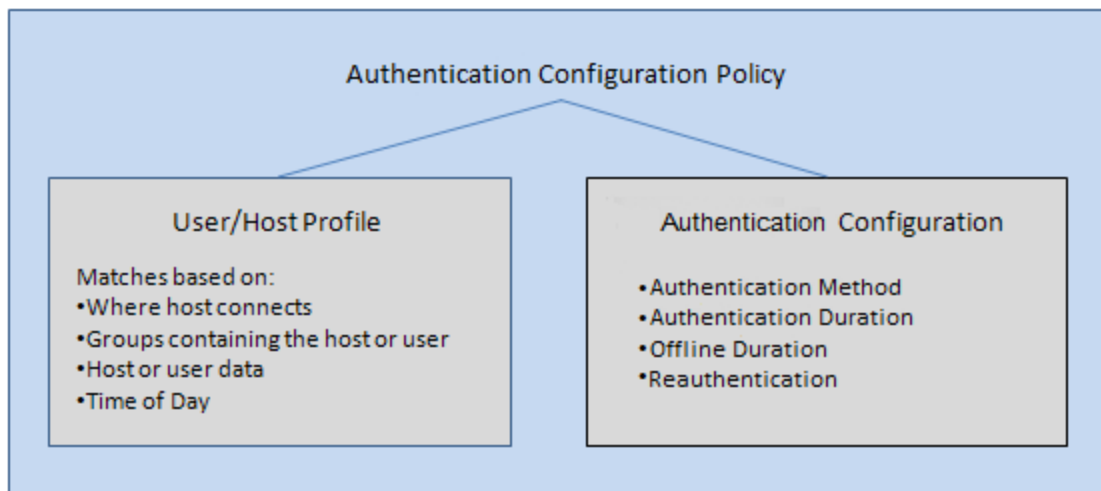 Authentication Configuration Policy
User/Host Profile
Matches based on:
•Where host connects
•Groups containing the host or user
•Host or user data
•Time of Day
Authentication Configuration
•Authentication Method
•Authentication Duration
•Offline Duration
•Reauthentication